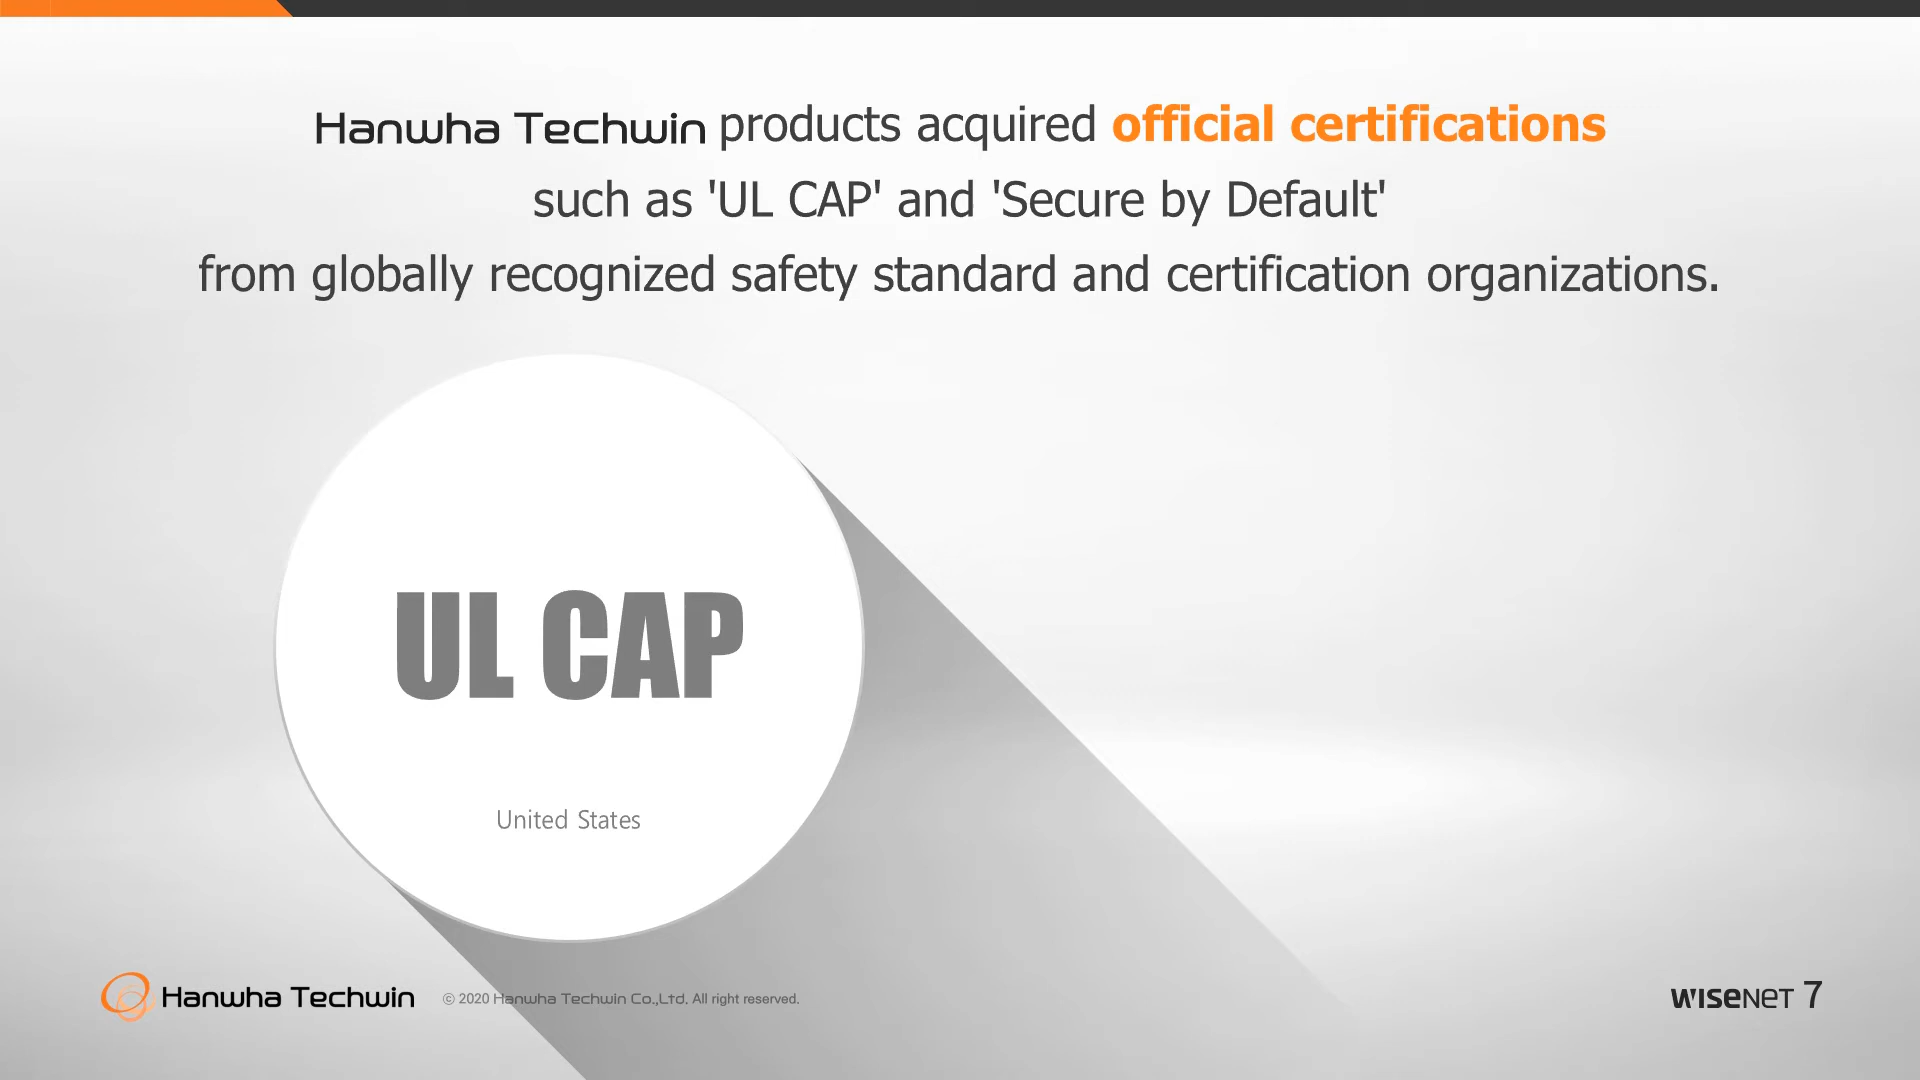 Hanwha Techwin products acquired official certifications
such as 'UL CAP' and 'Secure by Default'
from globally recognized safety standard and certification organizations.
UL CAP
United States
Hanwha Techwin © 2020 Hanwha Techwin Co.,Ltd. All right reserved. WISENET 7